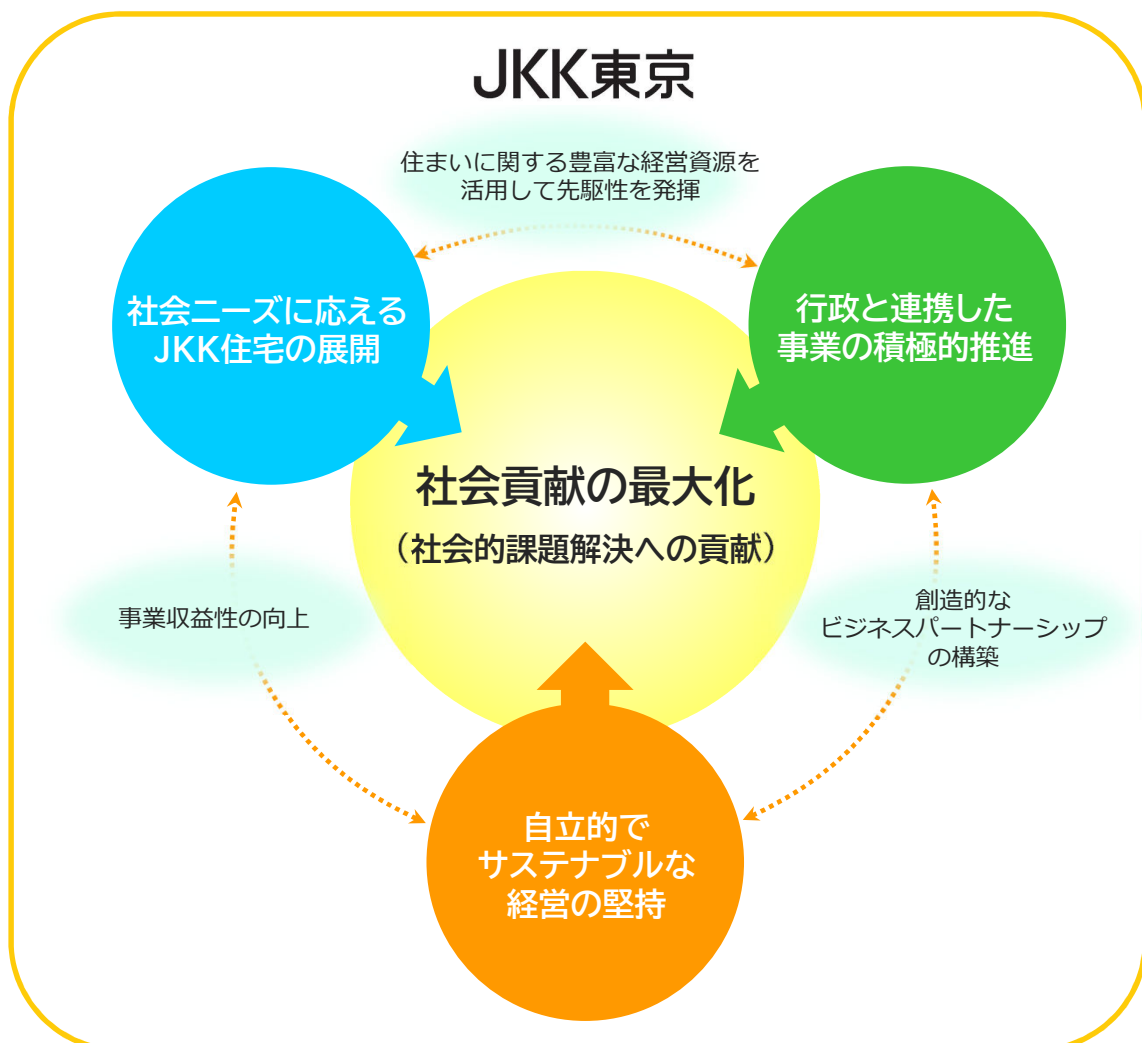 JKK東京
住まいに関する豊富な経営資源を
活用して先駆性を発揮
社会ニーズに応える
JKK住宅の展開
行政と連携した
事業の積極的推進
社会貢献の最大化
（社会的課題解決への貢献）
事業収益性の向上
創造的な
ビジネスパートナーシップ
の構築
自立的で
サステナブルな
経営の堅持